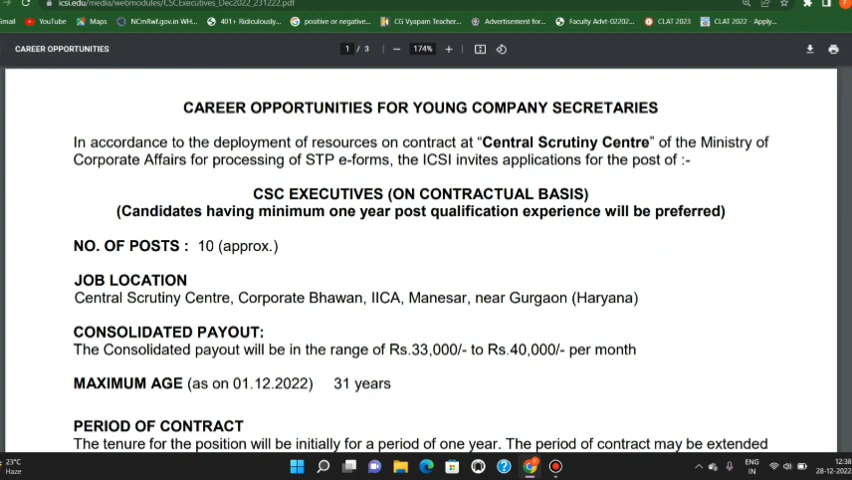 icsi.edu/media/webmodules/CSCExecutives_Dec2022_231222.pdf
Gmail YouTube Maps NCmRwf.gov.in WH... 401+ Ridiculously... positive or negative... CG Vyapam Teacher... Advertisement for... Faculty Advt-02202... CLAT 2023 CLAT 2022 - Apply...
CAREER OPPORTUNITIES 1 / 3 − 174% +
CAREER OPPORTUNITIES FOR YOUNG COMPANY SECRETARIES
In accordance to the deployment of resources on contract at “Central Scrutiny Centre” of the Ministry of
Corporate Affairs for processing of STP e-forms, the ICSI invites applications for the post of :-
CSC EXECUTIVES (ON CONTRACTUAL BASIS)
(Candidates having minimum one year post qualification experience will be preferred)
NO. OF POSTS : 10 (approx.)
JOB LOCATION
Central Scrutiny Centre, Corporate Bhawan, IICA, Manesar, near Gurgaon (Haryana)
CONSOLIDATED PAYOUT:
The Consolidated payout will be in the range of Rs.33,000/- to Rs.40,000/- per month
MAXIMUM AGE (as on 01.12.2022) 31 years
PERIOD OF CONTRACT
The tenure for the position will be initially for a period of one year. The period of contract may be extended
23°C
Haze
ENG
IN
12:38
28-12-2022